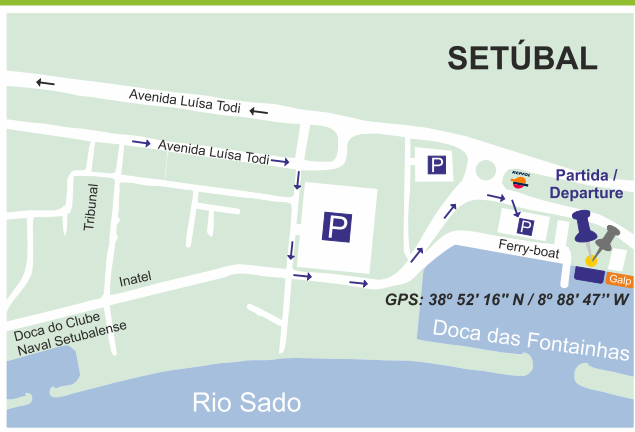 SETÚBAL
Avenida Luísa Todi
Avenida Luísa Todi
P
REPSOL
Partida /
Departure
Tribunal
P
P
Ferry-boat
Inatel
Galp
GPS: 38º 52' 16'' N / 8º 88' 47'' W
Doca do Clube
Naval Setubalense
Doca das Fontainhas
Rio Sado